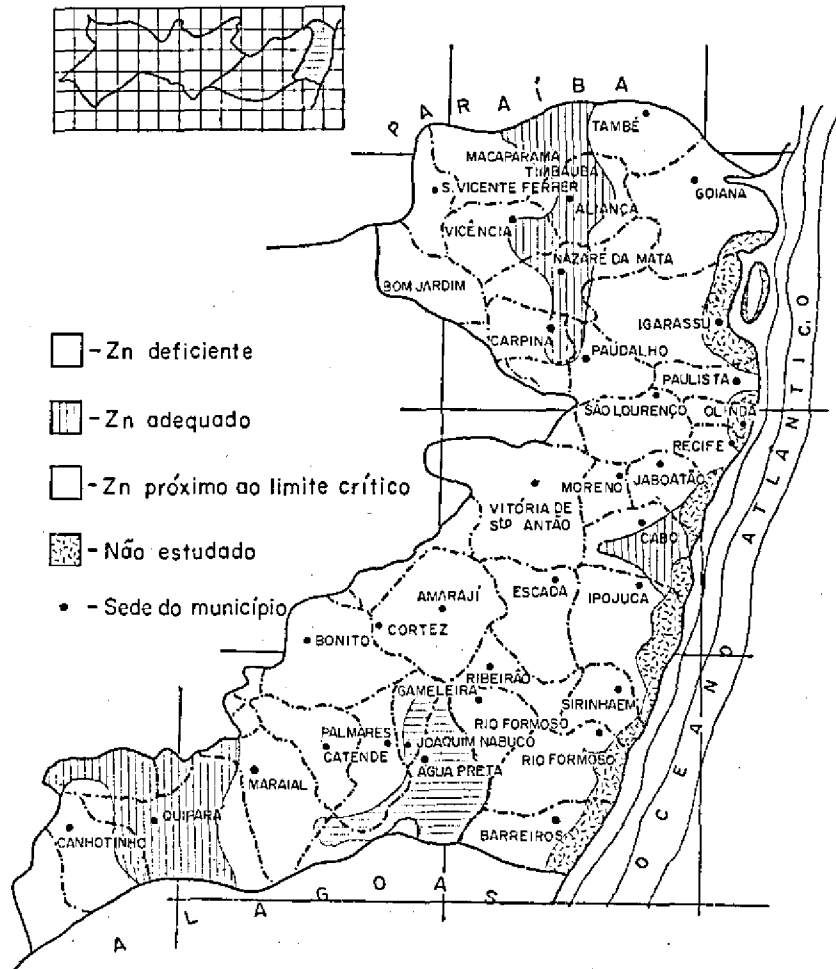 PARAÍBA
TAMBÉ
MACAPARAMA
TIMBAÚBA
S. VICENTE FERRER
GOIANA
ALIANÇA
VICÊNCIA
NAZARÉ DA MATA
BOM JARDIM
IGARASSU
CARPINA
PAUDALHO
PAULISTA
SÃO LOURENÇO
OLINDA
RECIFE
MORENO
JABOATÃO
VITÓRIA DE
Sto ANTÃO
CABO
ESCADA
IPOJUCA
AMARAJÍ
CORTEZ
BONITO
RIBEIRÃO
GAMELEIRA
SIRINHAEM
RIO FORMOSO
RIO FORMOSO
PALMARES
CATENDE
JOAQUIM NABUCO
ÁGUA PRETA
MARAIAL
QUIPAPÁ
CANHOTINHO
BARREIROS
ALAGOAS
OCEANO ATLANTICO
- Zn deficiente
- Zn adequado
- Zn próximo ao limite crítico
- Não estudado
• - Sede do município